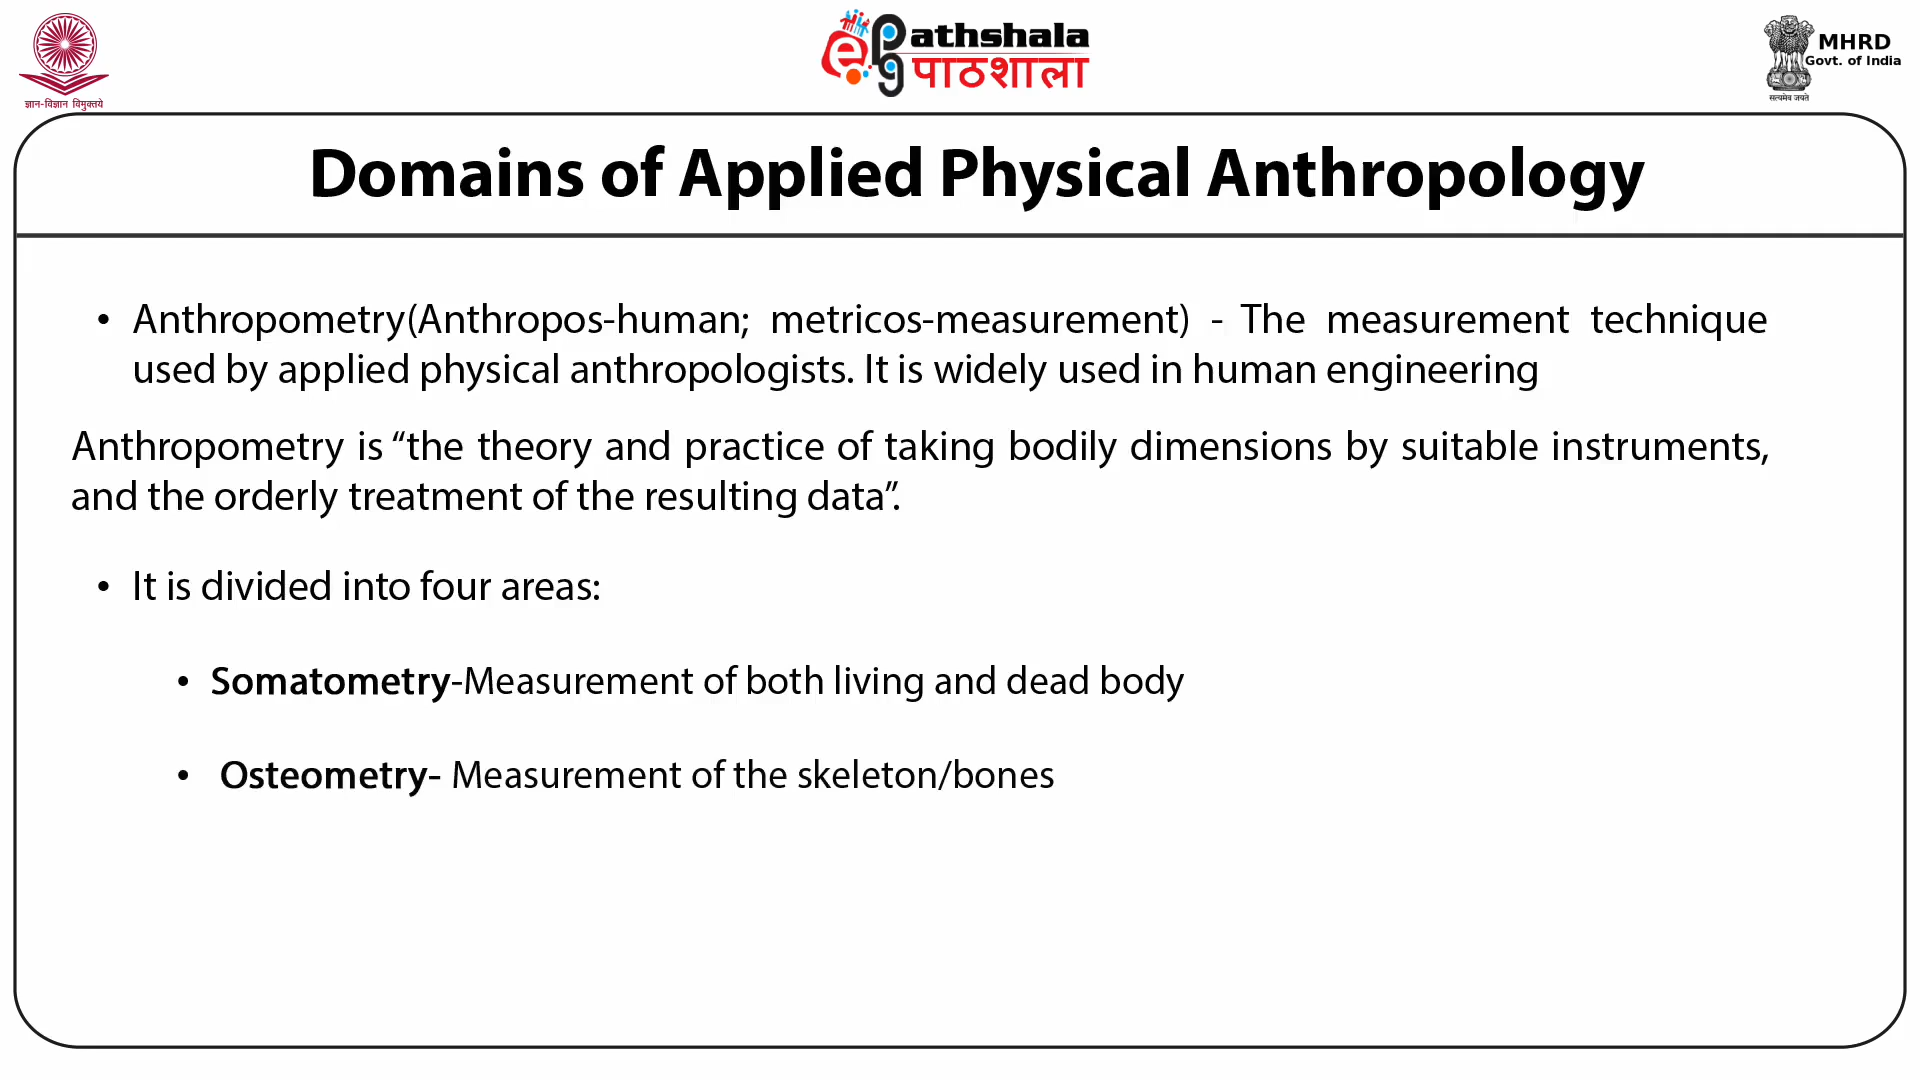 ज्ञान-विज्ञान विमुक्तये
ePathshala
पाठशाला
MHRD
Govt. of India
सत्यमेव जयते
Domains of Applied Physical Anthropology
• Anthropometry(Anthropos-human; metricos-measurement) - The measurement technique
used by applied physical anthropologists. It is widely used in human engineering
Anthropometry is “the theory and practice of taking bodily dimensions by suitable instruments,
and the orderly treatment of the resulting data”.
• It is divided into four areas:
• Somatometry-Measurement of both living and dead body
• Osteometry- Measurement of the skeleton/bones